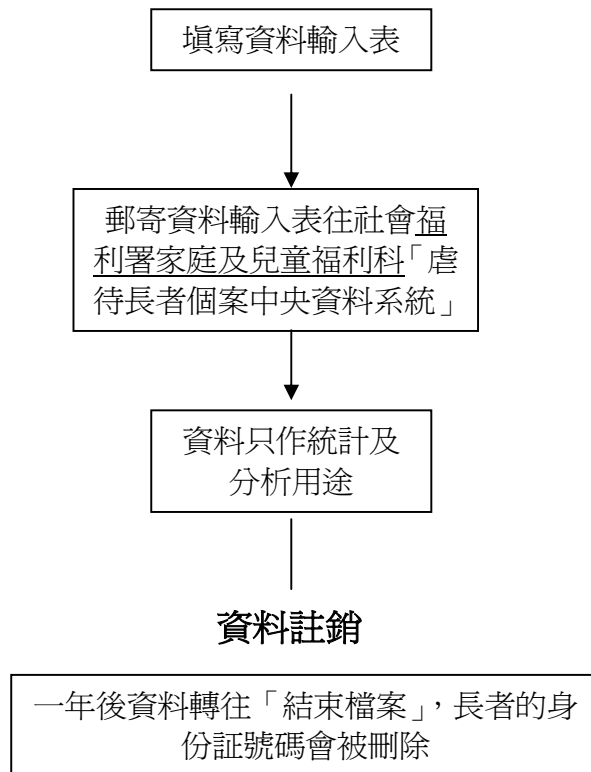 填寫資料輸入表
郵寄資料輸入表往社會福
利署家庭及兒童福利科「虐
待長者個案中央資料系統」
資料只作統計及
分析用途
資料註銷
一年後資料轉往「結束檔案」，長者的身
份証號碼會被刪除